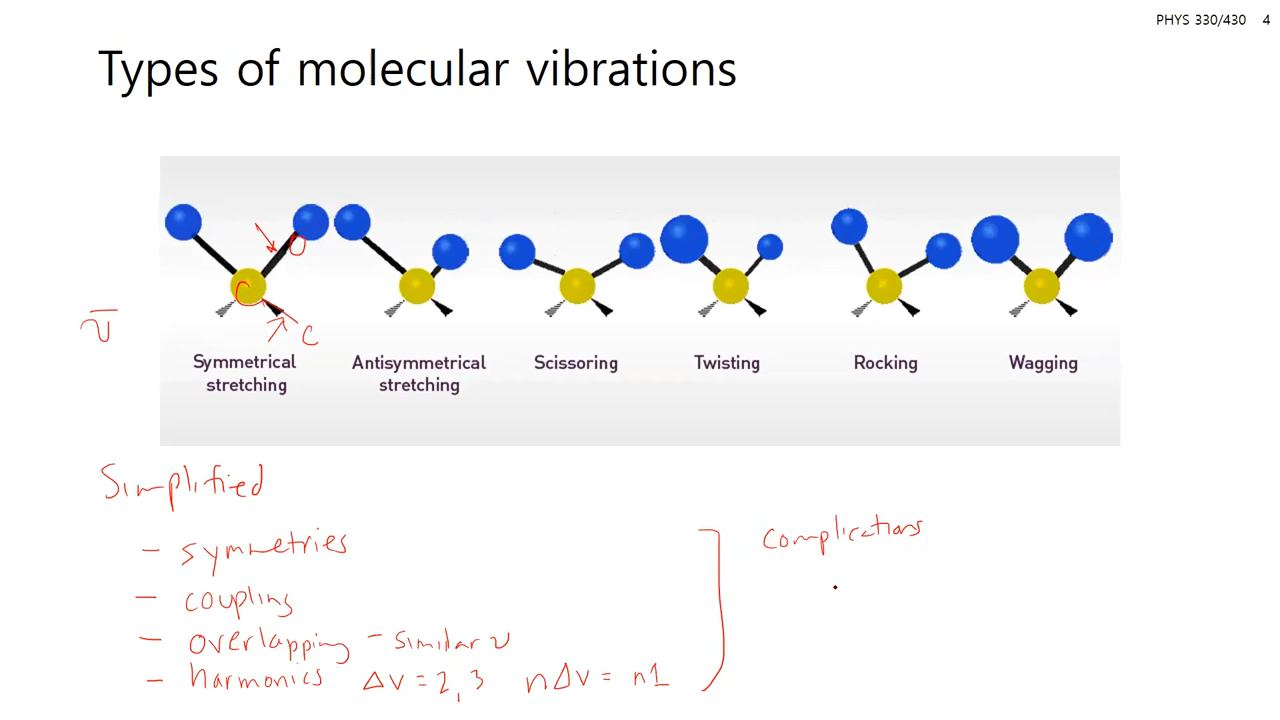 PHYS 330/430 4
Types of molecular vibrations
O
C
C
ν̅
Symmetrical stretching
Antisymmetrical stretching
Scissoring
Twisting
Rocking
Wagging
Simplified
- symmetries
- coupling
- overlapping - similar ν
- harmonics Δv = 2, 3 nΔv = n1
complications